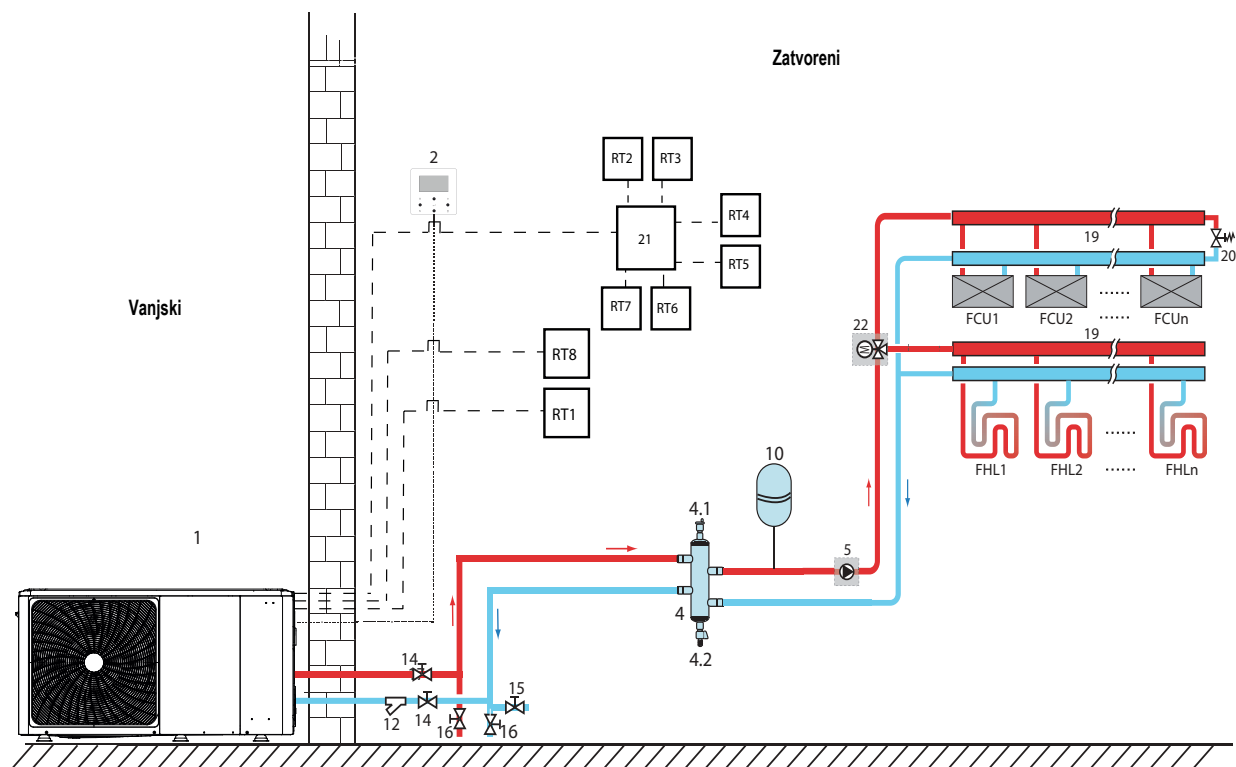 Zatvoreni
Vanjski
2
RT2
RT3
RT4
21
RT5
RT7
RT6
RT8
RT1
19
20
FCU1
FCU2
......
......
FCUn
22
M
19
FHL1
FHL2
......
......
FHLn
10
4.1
5
4
4.2
1
14
15
12
14
16
16